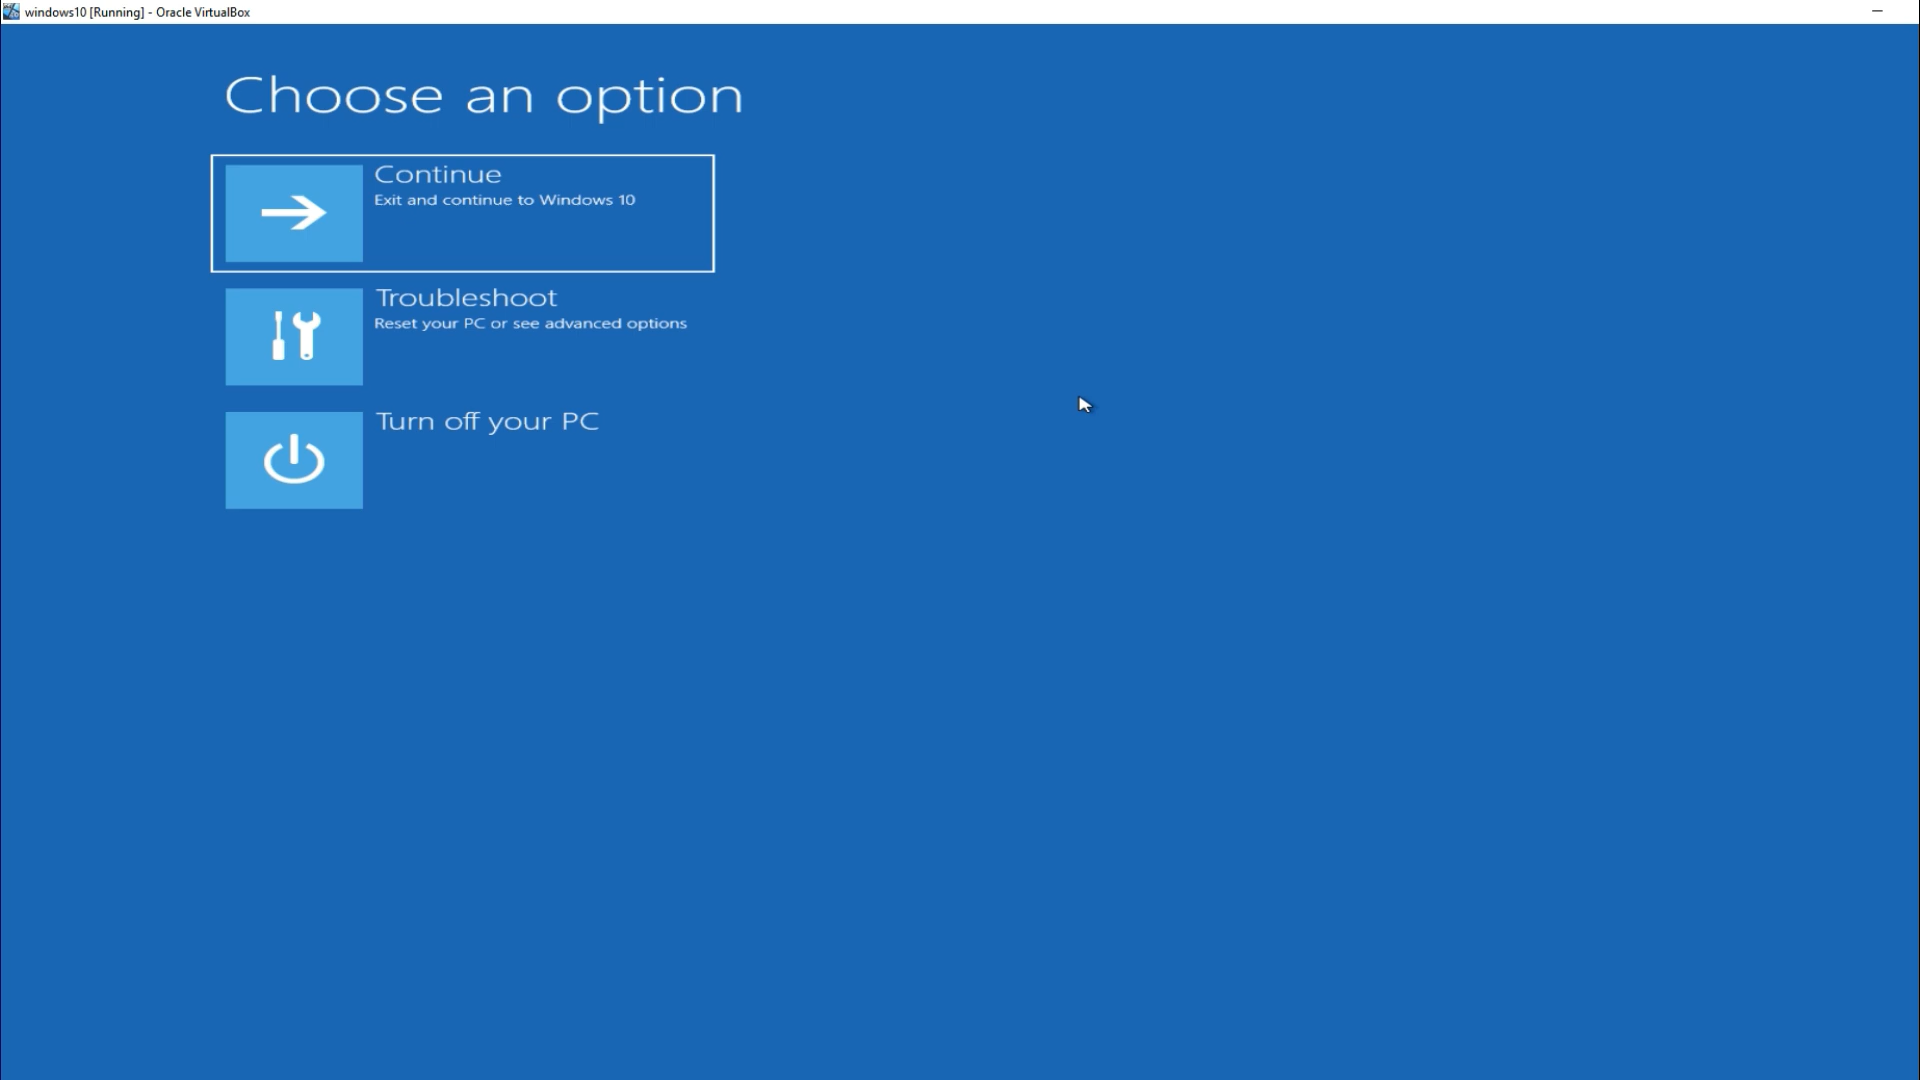 windows10 [Running] - Oracle VirtualBox
Choose an option
Continue
Exit and continue to Windows 10
Troubleshoot
Reset your PC or see advanced options
Turn off your PC